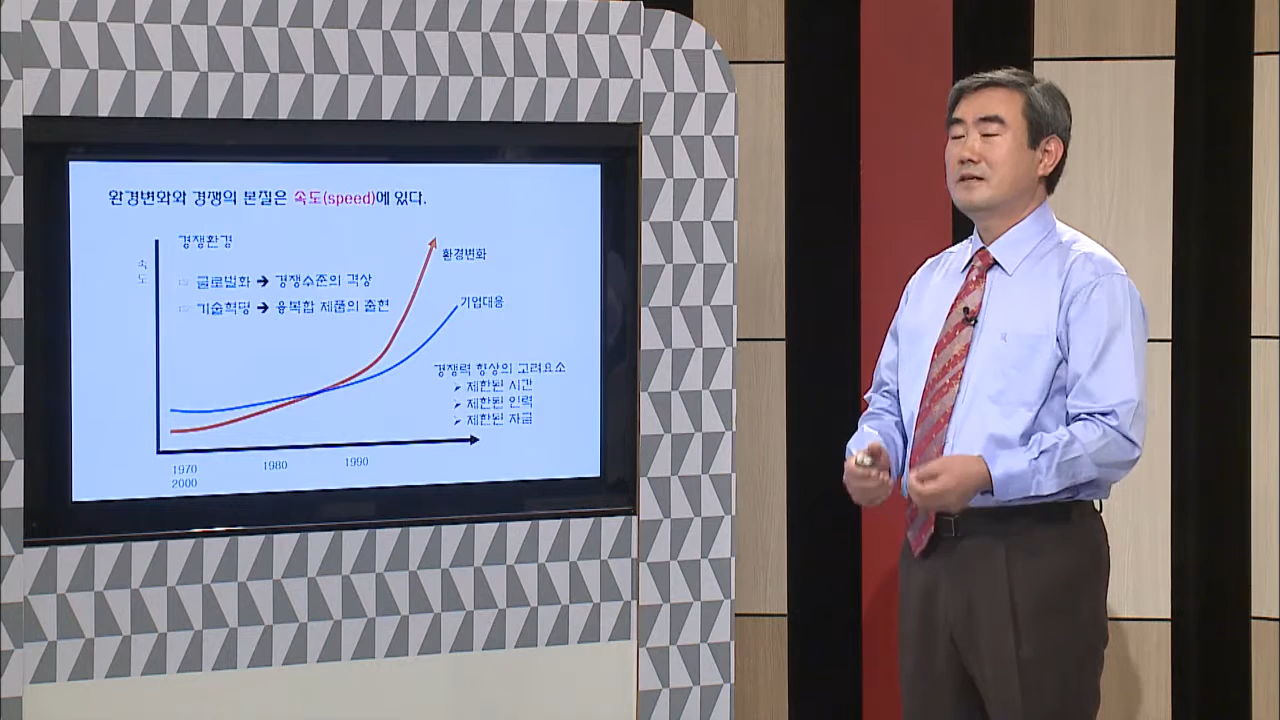 환경변화와 경쟁의 본질은 속도(speed)에 있다.
경쟁환경
속도
글로벌화 → 경쟁수준의 격상
기술혁명 → 융복합 제품의 출현
환경변화
기업대응
경쟁력 향상의 고려요소
➢ 제한된 시간
➢ 제한된 인력
➢ 제한된 자금
1970 1980 1990
2000